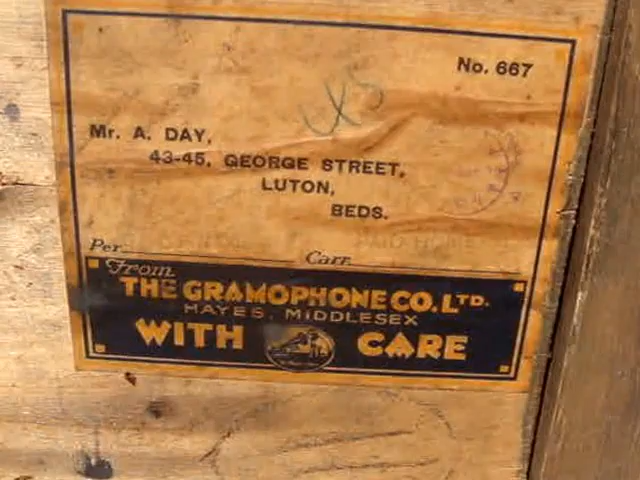 No. 667
Mr. A. DAY,
43-45, GEORGE STREET,
LUTON,
BEDS.
Per Carr.
From
THE GRAMOPHONE CO. LTD.
HAYES, MIDDLESEX
WITH CARE